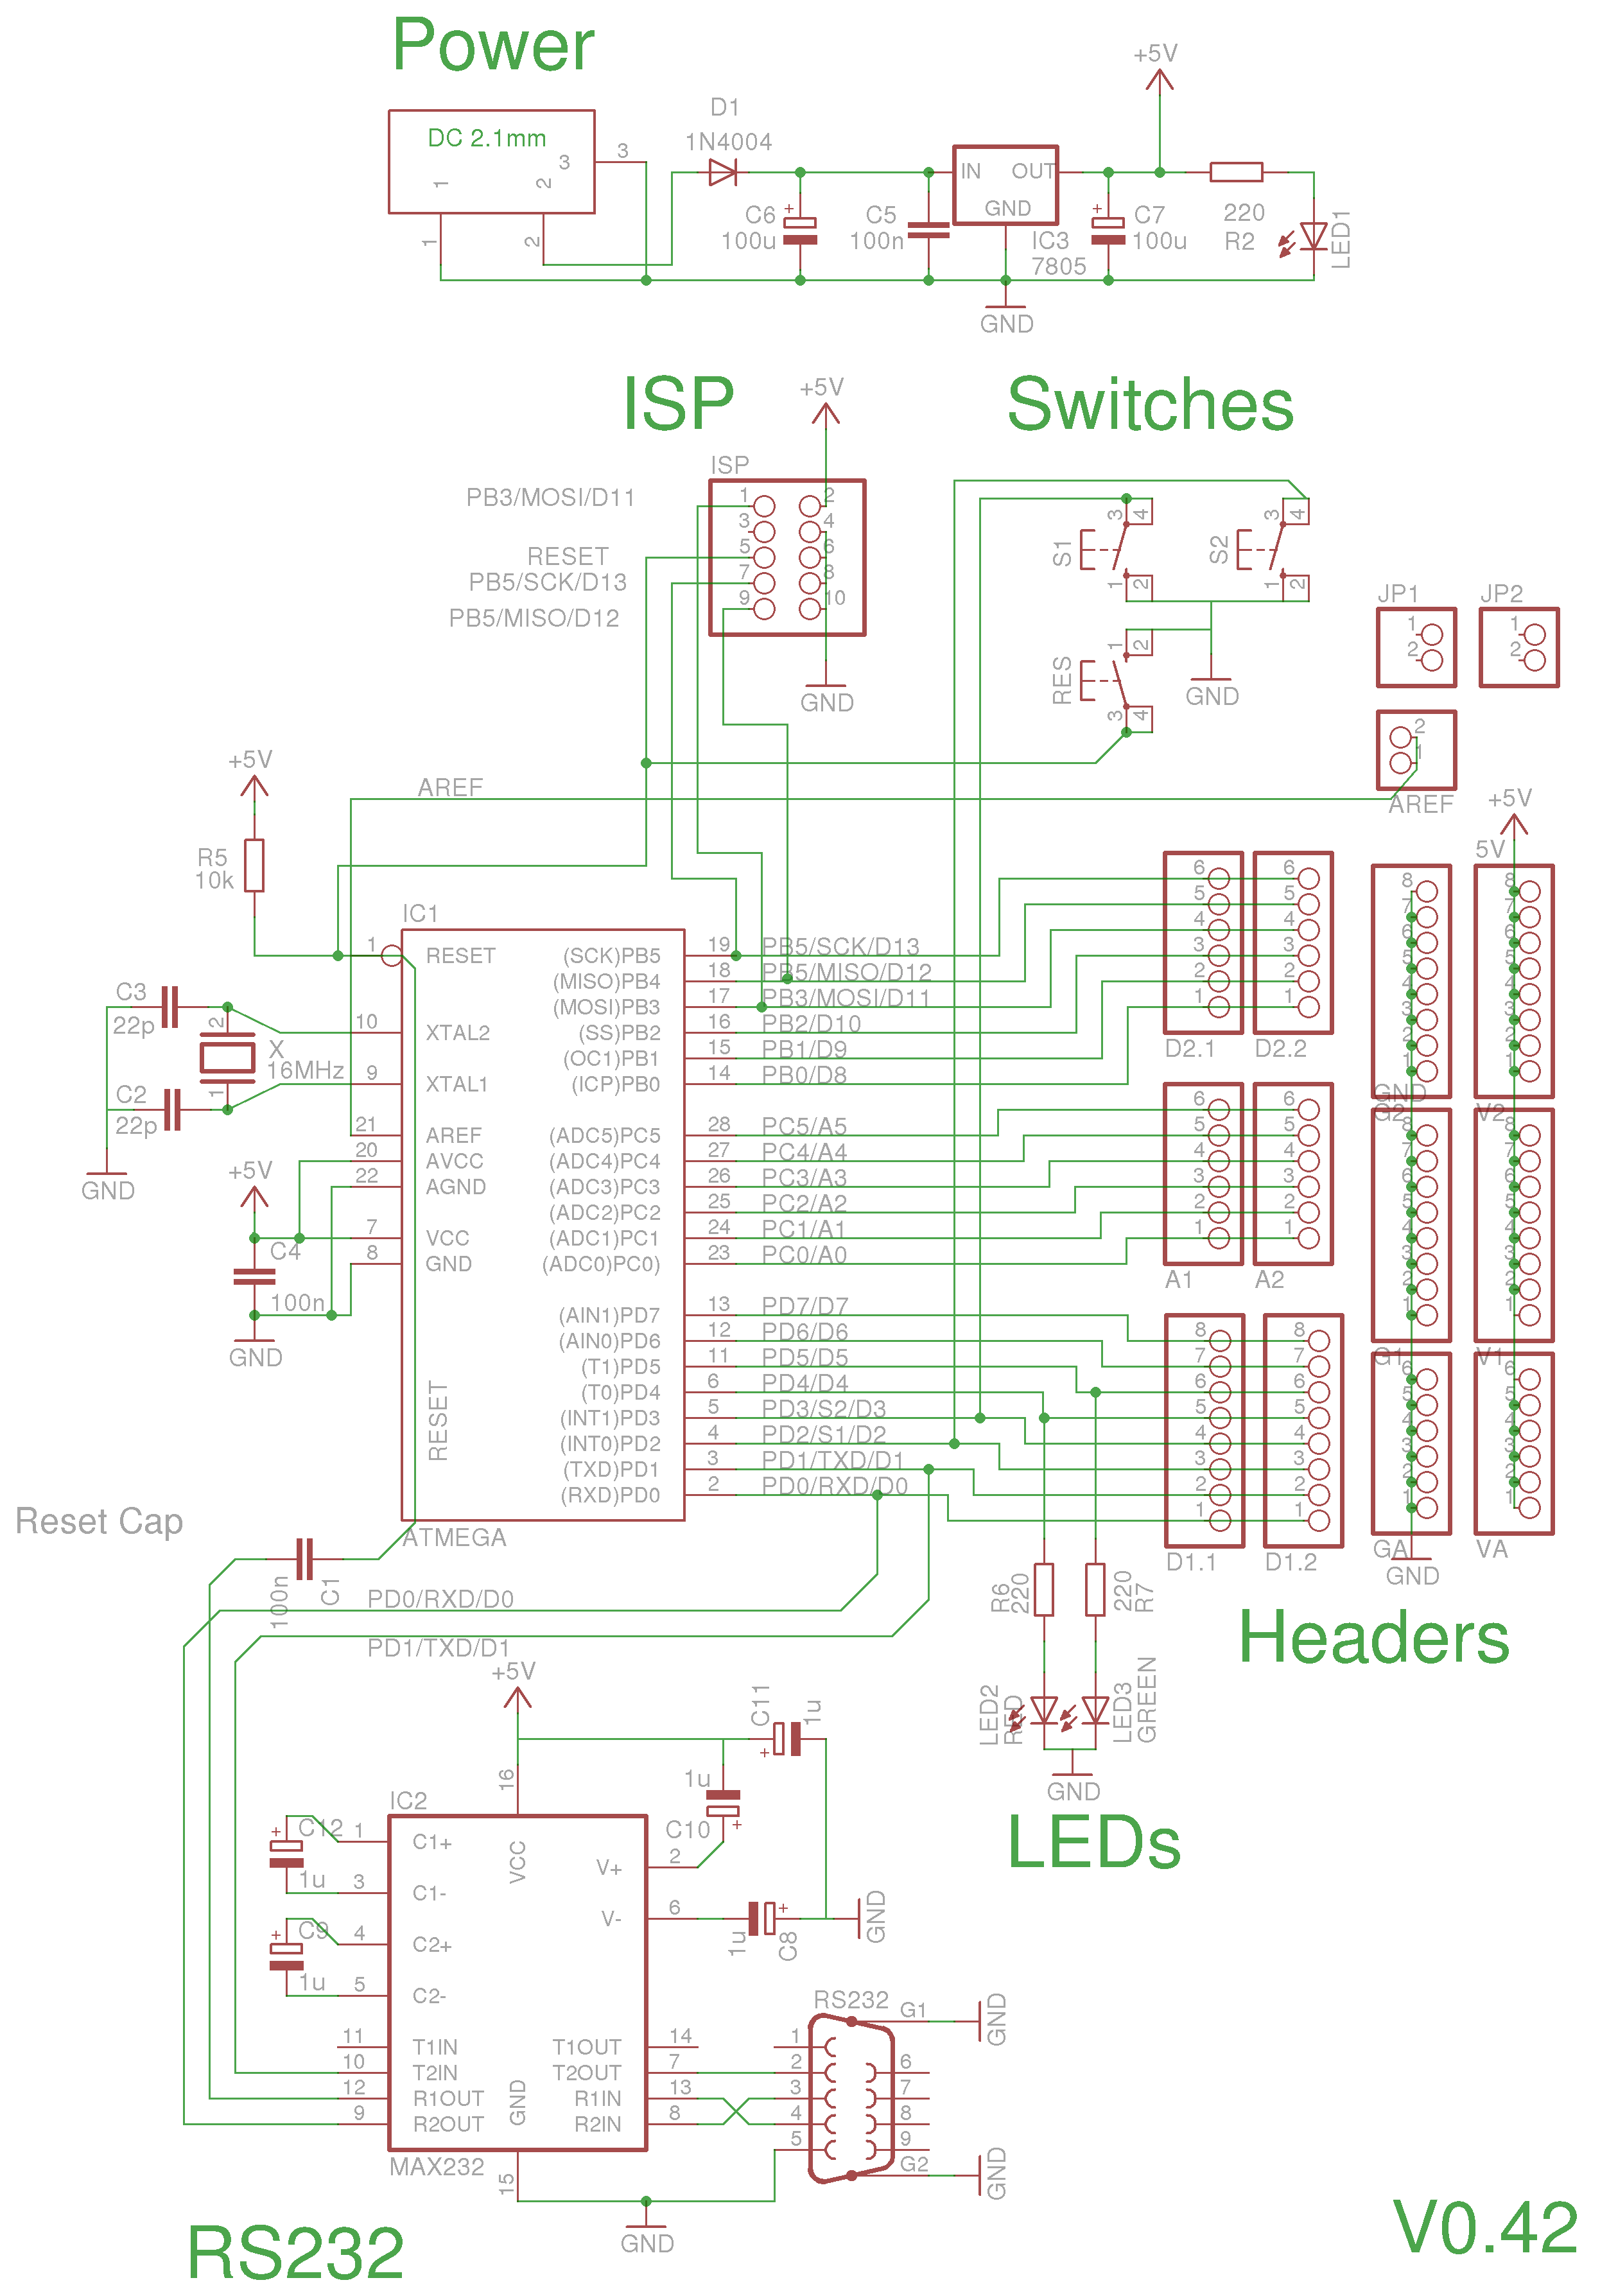 Power
+5V
DC 2.1mm
3
3
1
2
1
2
D1
1N4004
C6
100u
C5
100n
IN
OUT
GND
IC3
7805
C7
100u
220
R2
LED1
GND
ISP
Switches
+5V
ISP
PB3/MOSI/D11
RESET
PB5/SCK/D13
PB5/MISO/D12
1
3
5
7
9
2
4
6
8
10
GND
S1
3
4
1
2
S2
3
4
1
2
RES
1
2
3
4
GND
JP1
1
2
JP2
1
2
2
1
AREF
AREF
+5V
R5
10k
C3
22p
2
X
16MHz
1
C2
22p
GND
+5V
C4
100n
GND
IC1
1 RESET
10 XTAL2
9 XTAL1
21 AREF
20 AVCC
22 AGND
7 VCC
8 GND
RESET
ATMEGA
(SCK)PB5 19 PB5/SCK/D13
(MISO)PB4 18 PB5/MISO/D12
(MOSI)PB3 17 PB3/MOSI/D11
(SS)PB2 16 PB2/D10
(OC1)PB1 15 PB1/D9
(ICP)PB0 14 PB0/D8
(ADC5)PC5 28 PC5/A5
(ADC4)PC4 27 PC4/A4
(ADC3)PC3 26 PC3/A3
(ADC2)PC2 25 PC2/A2
(ADC1)PC1 24 PC1/A1
(ADC0)PC0) 23 PC0/A0
(AIN1)PD7 13 PD7/D7
(AIN0)PD6 12 PD6/D6
(T1)PD5 11 PD5/D5
(T0)PD4 6 PD4/D4
(INT1)PD3 5 PD3/S2/D3
(INT0)PD2 4 PD2/S1/D2
(TXD)PD1 3 PD1/TXD/D1
(RXD)PD0 2 PD0/RXD/D0
6 6
5 5
4 4
3 3
2 2
1 1
D2.1 D2.2
6 6
5 5
4 4
3 3
2 2
1 1
A1 A2
8 8
7 7
6 6
5 5
4 4
3 3
2 2
1 1
D1.1 D1.2
+5V
5V
8 8
7 7
6 6
5 5
4 4
3 3
2 2
1 1
GND
G2 V2
8 8
7 7
6 6
5 5
4 4
3 3
2 2
1 1
G1 V1
6 6
5 5
4 4
3 3
2 2
1 1
GA VA
GND
Headers
Reset Cap
100n
C1
PD0/RXD/D0
PD1/TXD/D1
R6
220
220
R7
LED2
RED
LED3
GREEN
GND
LEDs
+5V
C11
1u
16
1u
C10
IC2
C12
1u
C9
1u
1 C1+
3 C1-
4 C2+
5 C2-
11 T1IN
10 T2IN
12 R1OUT
9 R2OUT
VCC
GND
V+ 2
V- 6
T1OUT 14
T2OUT 7
R1IN 13
R2IN 8
MAX232
15
1u
C8
GND
RS232
G1
GND
1
2
3
4
5
6
7
8
9
G2
GND
GND
RS232
V0.42